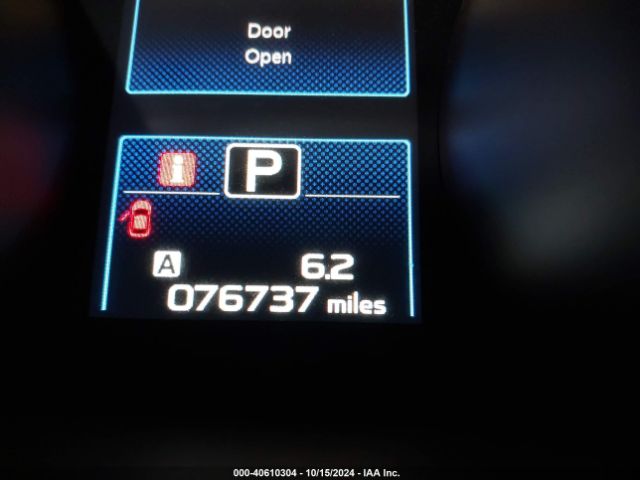 Door
Open
i P
A 6.2
076737 miles
000-40610304 - 10/15/2024 - IAA Inc.